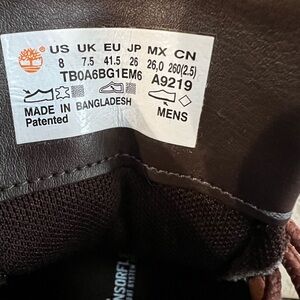 US UK EU JP MX CN
8 7.5 41.5 26 26,0 260(2.5)
TB0A6BG1EM6 A9219
MADE IN BANGLADESH
Patented
MENS